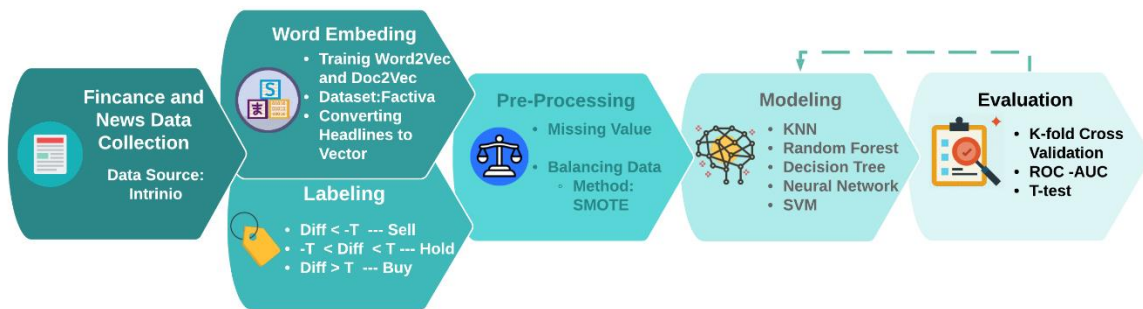 Fincance and
News Data
Collection
Data Source:
Intrinio
Word Embeding
• Trainig Word2Vec
and Doc2Vec
• Dataset:Factiva
• Converting
Headlines to
Vector
S
ま
Labeling
• Diff < -T --- Sell
• -T < Diff < T --- Hold
• Diff > T --- Buy
Pre-Processing
• Missing Value
• Balancing Data
◦ Method:
SMOTE
Modeling
• KNN
• Random Forest
• Decision Tree
• Neural Network
• SVM
Evaluation
• K-fold Cross
Validation
• ROC -AUC
• T-test